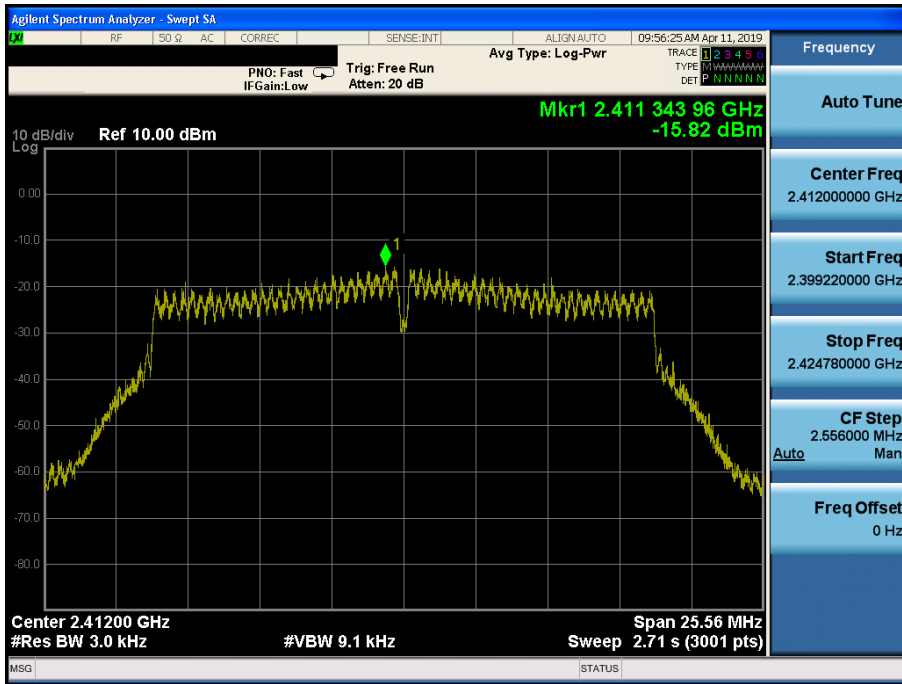 Agilent Spectrum Analyzer - Swept SA
LXI RF 50 Ω AC CORREC SENSE:INT ALIGNAUTO 09:56:25 AM Apr 11, 2019
Frequency
PNO: Fast
IFGain:Low
Trig: Free Run
Atten: 20 dB
Avg Type: Log-Pwr
TRACE 1 2 3 4 5 6
TYPE MWWWWW
DET P N N N N N
Auto Tune
Mkr1 2.411 343 96 GHz
-15.82 dBm
10 dB/div
Log
Ref 10.00 dBm
Center Freq
2.412000000 GHz
0.00
-10.0
1
Start Freq
2.399220000 GHz
-20.0
-30.0
Stop Freq
2.424780000 GHz
-40.0
-50.0
CF Step
2.556000 MHz
Auto Man
-60.0
-70.0
Freq Offset
0 Hz
-80.0
Center 2.41200 GHz
Span 25.56 MHz
#Res BW 3.0 kHz
#VBW 9.1 kHz
Sweep 2.71 s (3001 pts)
MSG
STATUS